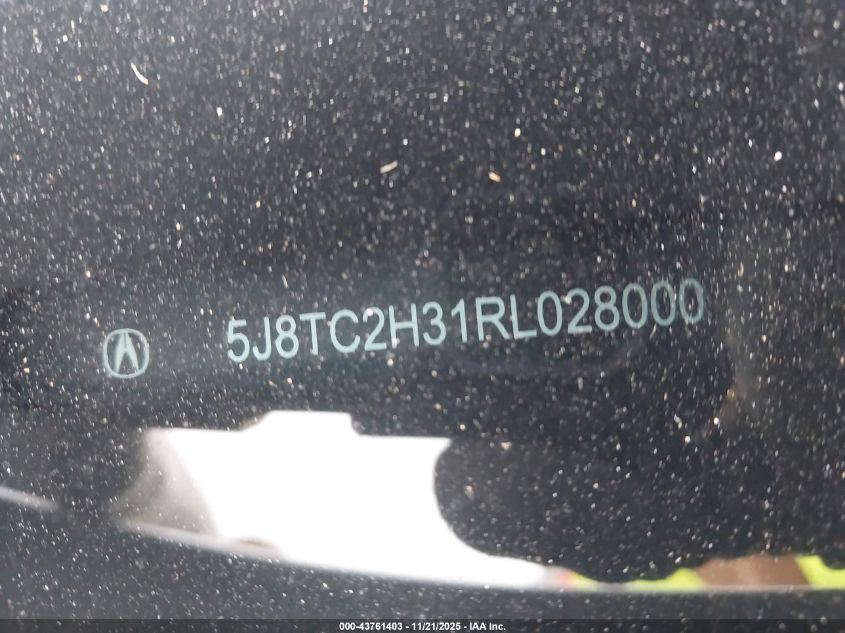 5J8TC2H31RL028000
000-43761403 - 11/21/2025 - IAA Inc.